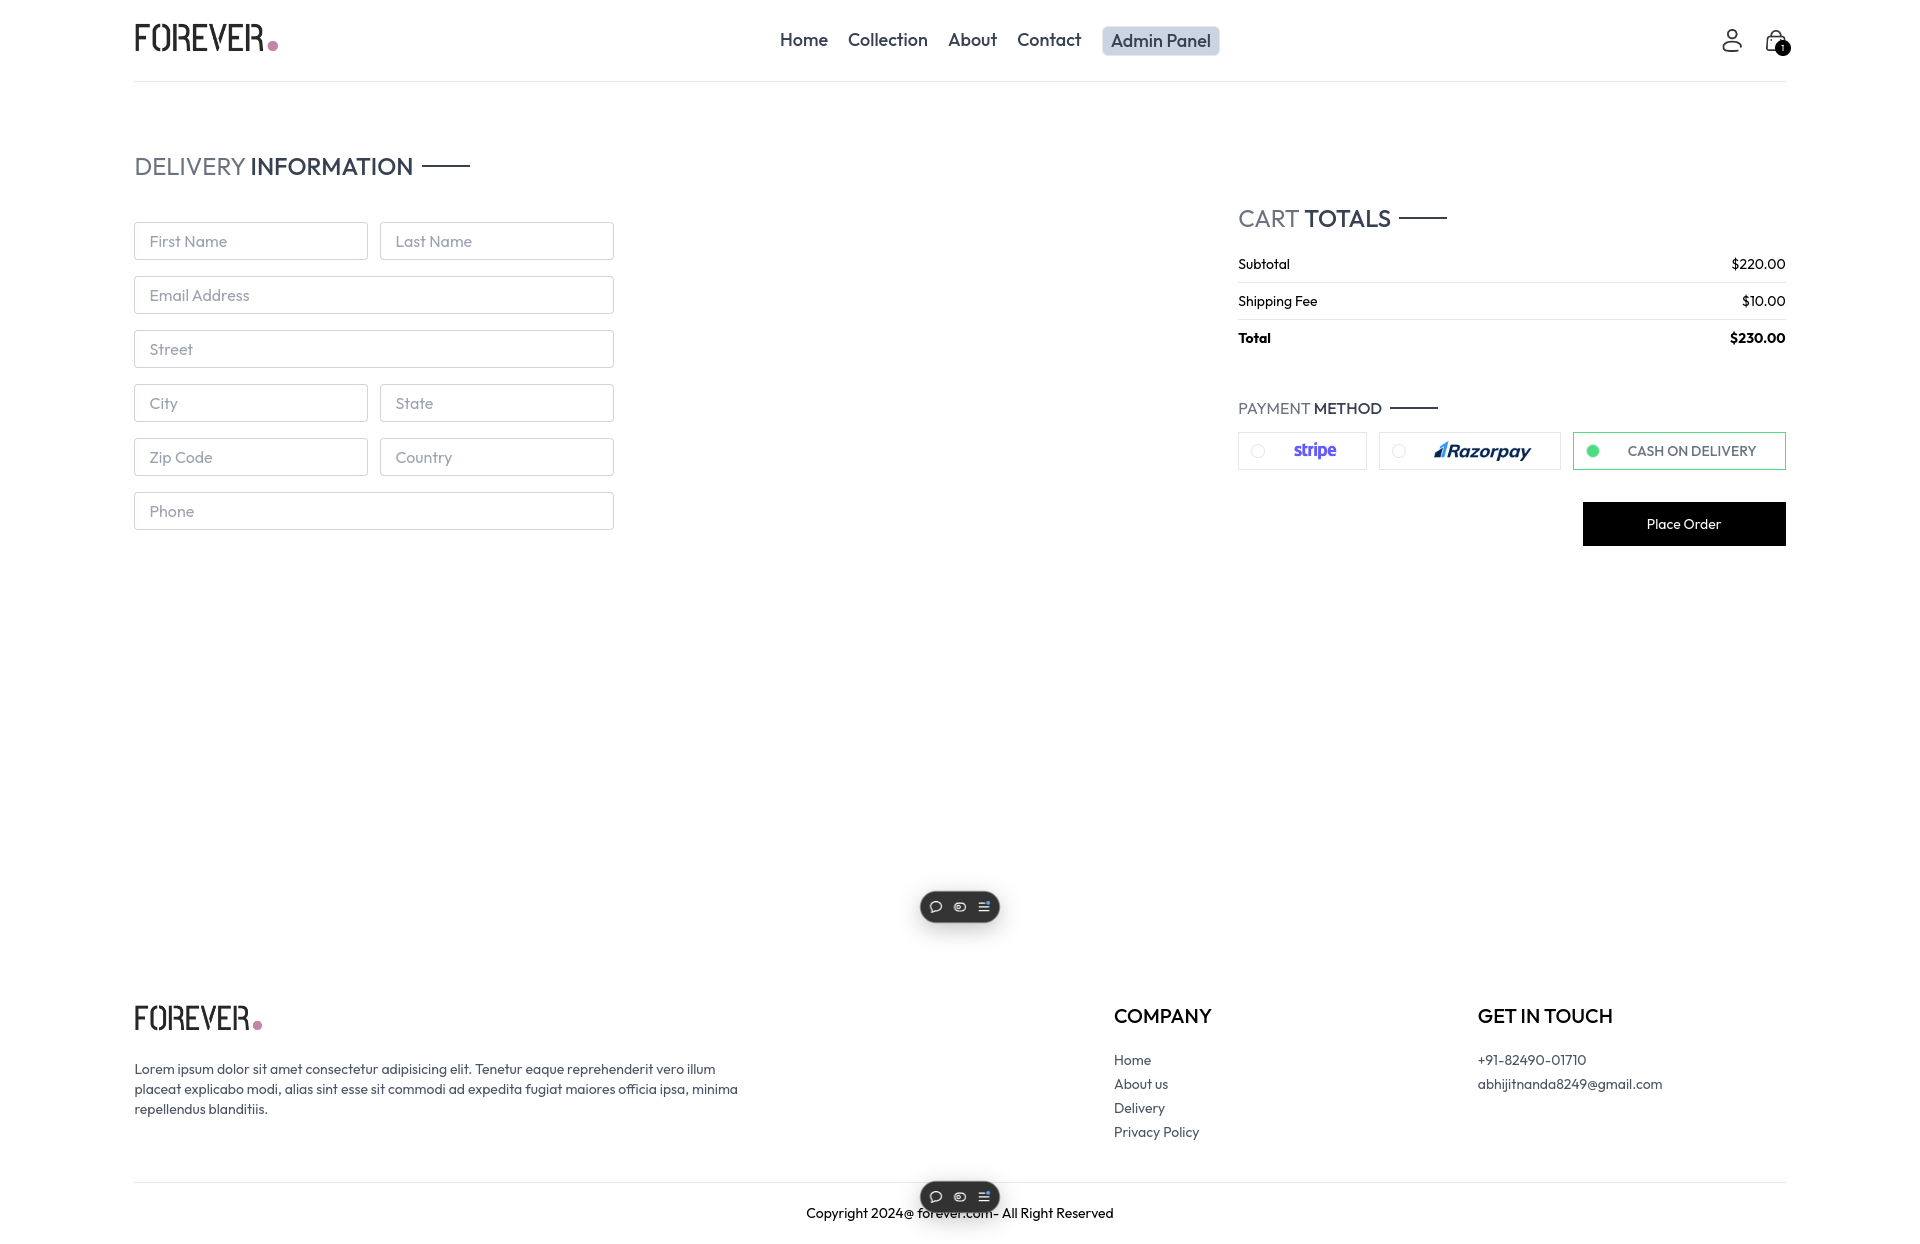 FOREVER.
Home
Collection
About
Contact
Admin Panel
1
DELIVERY INFORMATION
First Name
Last Name
Email Address
Street
City
State
Zip Code
Country
Phone
CART TOTALS
Subtotal $220.00
Shipping Fee $10.00
Total $230.00
PAYMENT METHOD
stripe
Razorpay
CASH ON DELIVERY
Place Order
FOREVER.
Lorem ipsum dolor sit amet consectetur adipisicing elit. Tenetur eaque reprehenderit vero illum
placeat explicabo modi, alias sint esse sit commodi ad expedita fugiat maiores officia ipsa, minima
repellendus blanditiis.
COMPANY
Home
About us
Delivery
Privacy Policy
GET IN TOUCH
+91-82490-01710
abhijitnanda8249@gmail.com
Copyright 2024@ forever.com- All Right Reserved